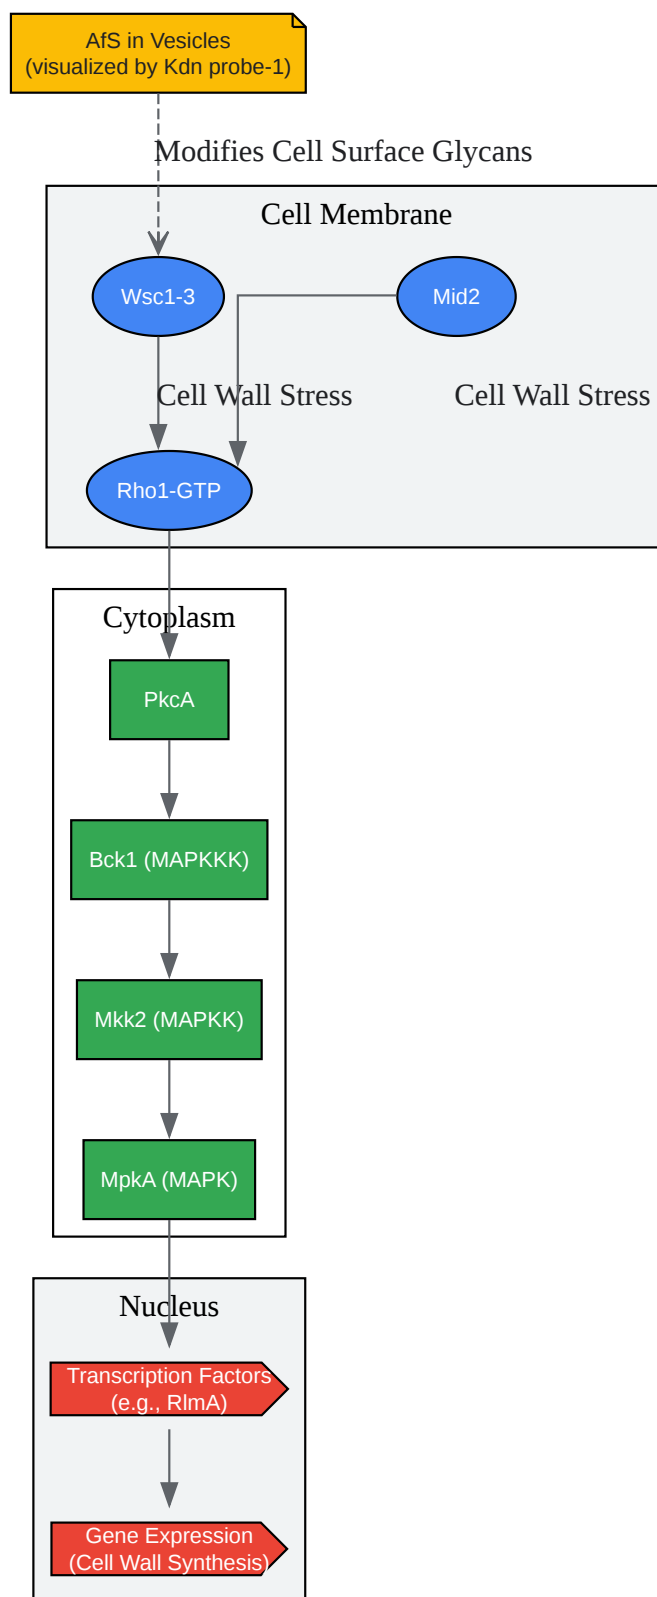 AfS in Vesicles
(visualized by Kdn probe-1)
Modifies Cell Surface Glycans
Cell Membrane
Wsc1-3
Mid2
Cell Wall Stress
Cell Wall Stress
Rho1-GTP
Cytoplasm
PkcA
Bck1 (MAPKKK)
Mkk2 (MAPKK)
MpkA (MAPK)
Nucleus
Transcription Factors
(e.g., RlmA)
Gene Expression
(Cell Wall Synthesis)